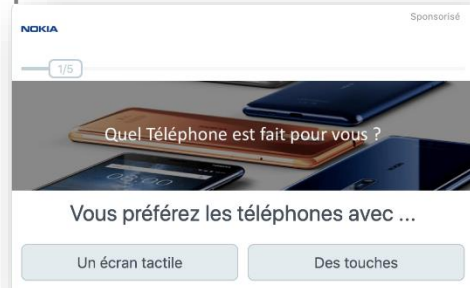 Sponsorisé
NOKIA
1/5
Quel Téléphone est fait pour vous ?
Vous préférez les téléphones avec ...
Un écran tactile
Des touches